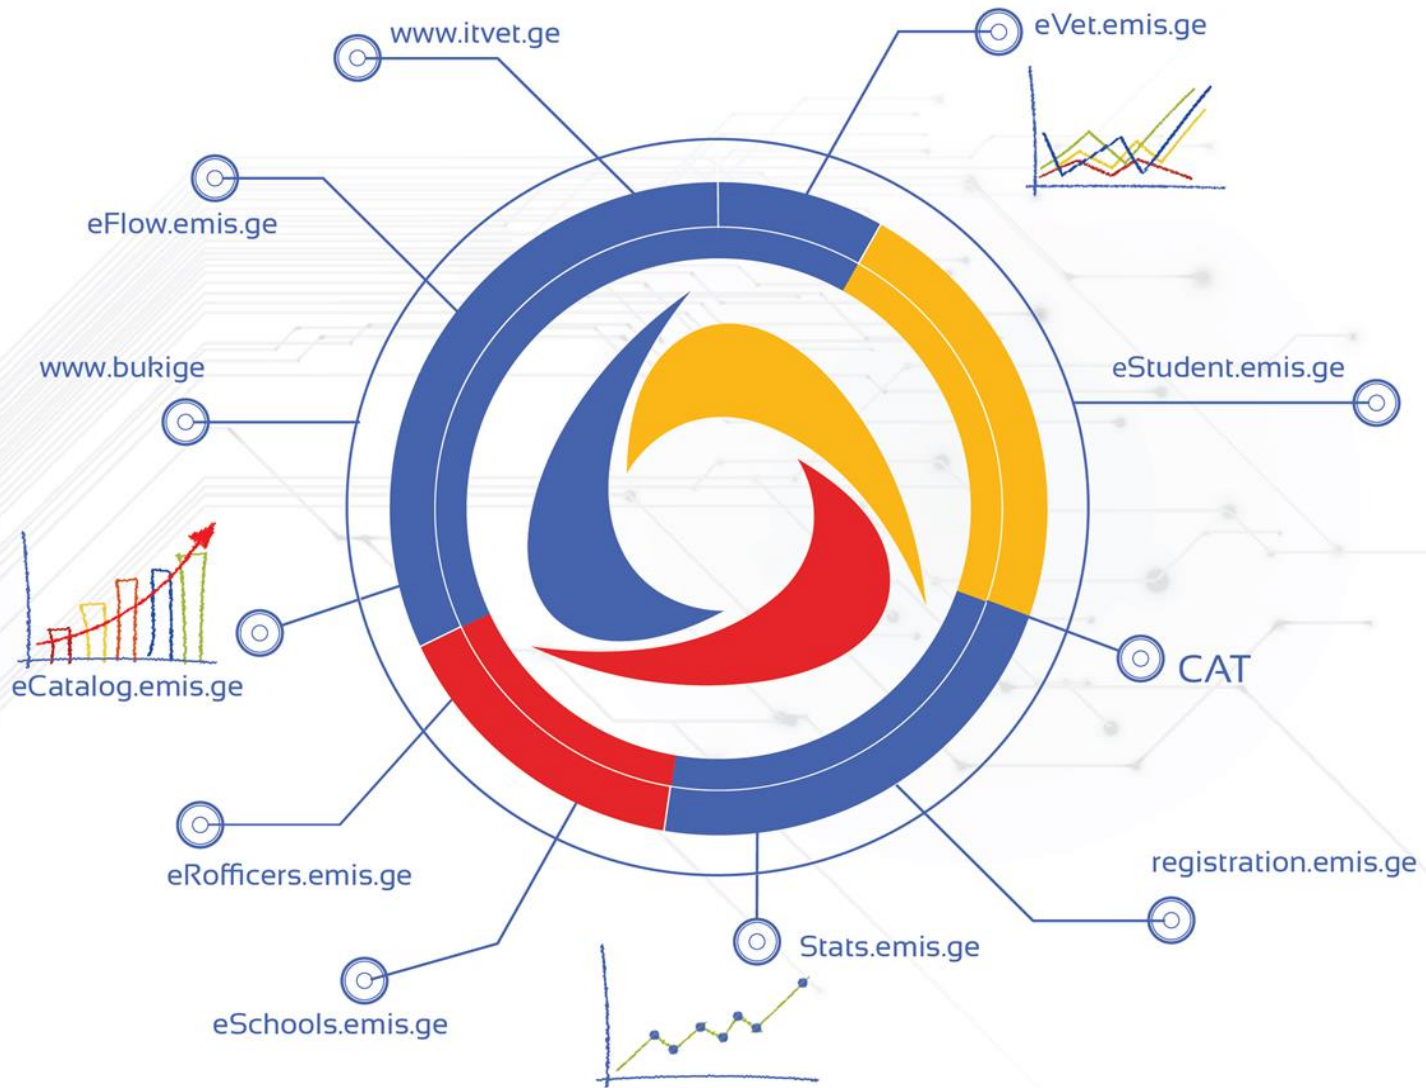 www.itvet.ge
eVet.emis.ge
eFlow.emis.ge
www.bukige
eStudent.emis.ge
CAT
eCatalog.emis.ge
eRofficers.emis.ge
registration.emis.ge
Stats.emis.ge
eSchools.emis.ge